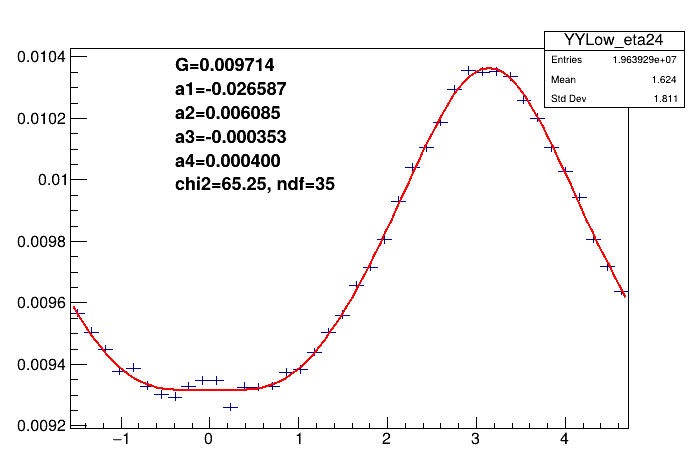 YYLow_eta24
Entries 1.963929e+07
Mean 1.624
Std Dev 1.811
G=0.009714
a1=-0.026587
a2=0.006085
a3=-0.000353
a4=0.000400
chi2=65.25, ndf=35
0.0104
0.0102
0.01
0.0098
0.0096
0.0094
0.0092
−1 0 1 2 3 4